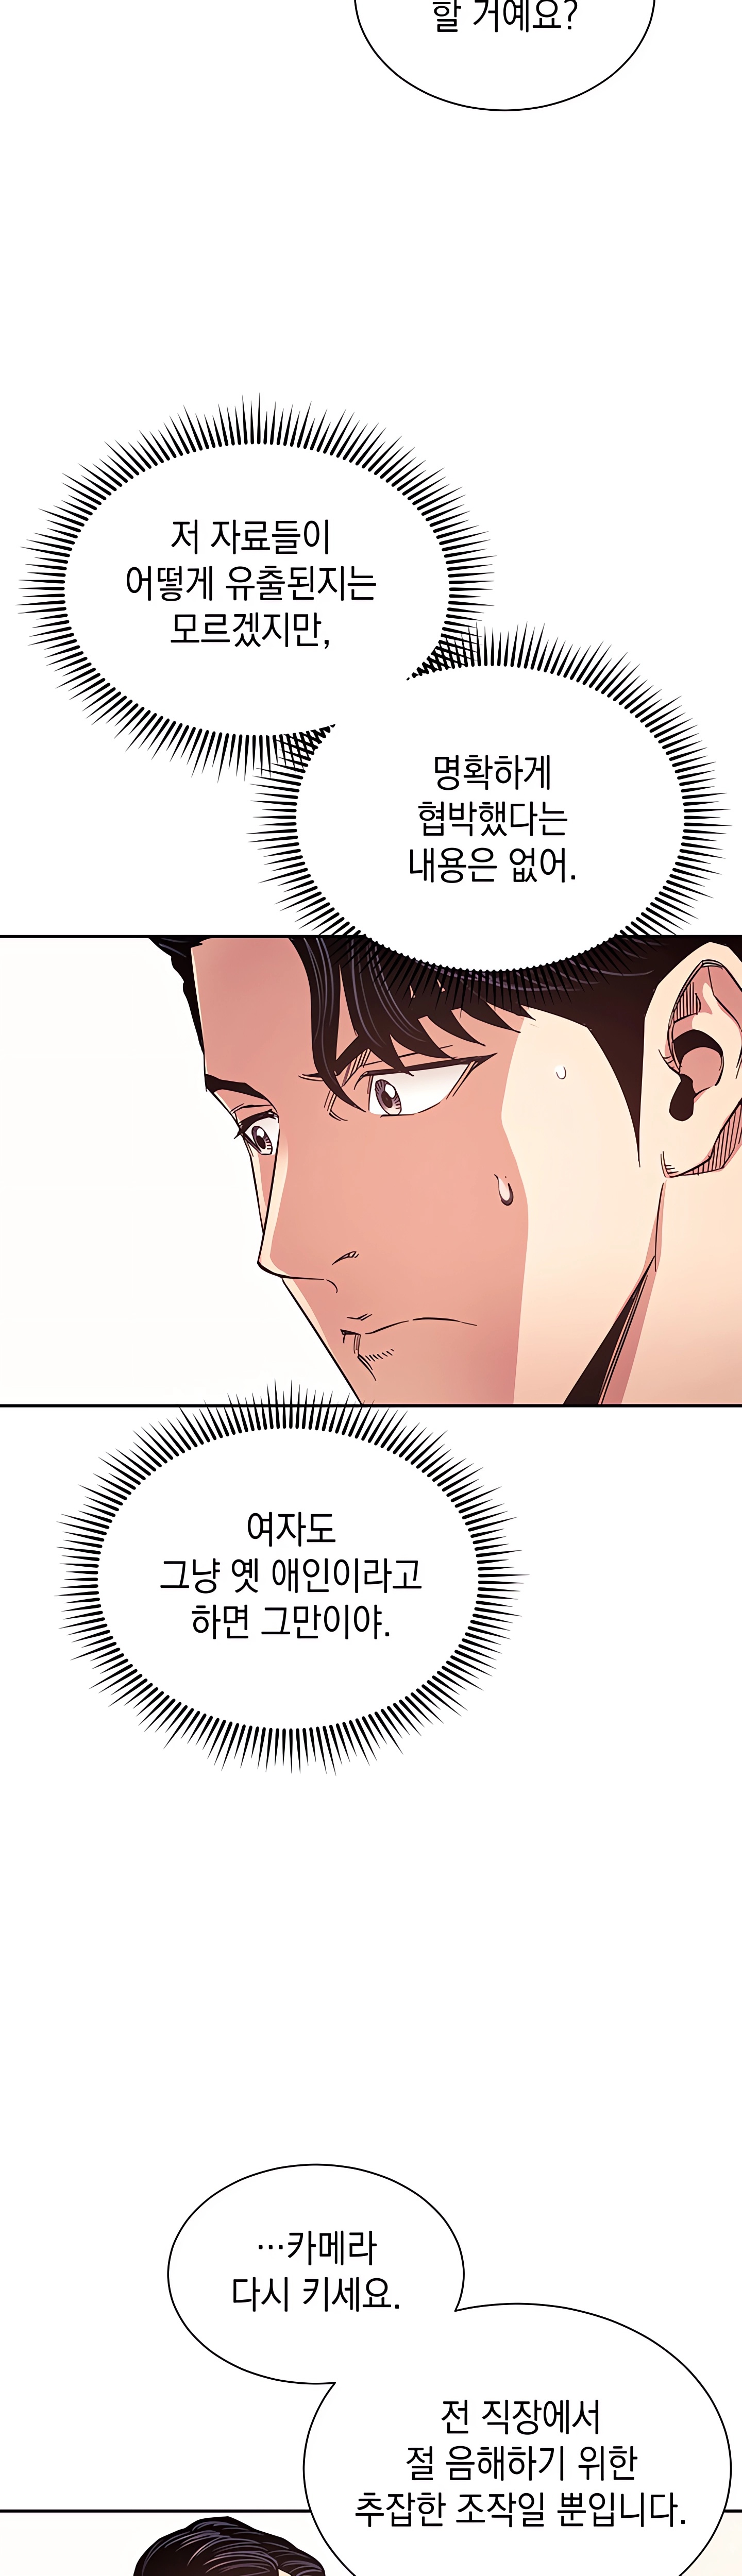 할 거예요?
저 자료들이
어떻게 유출된지는
모르겠지만,
명확하게
협박했다는
내용은 없어.
여자도
그냥 옛 애인이라고
하면 그만이야.
…카메라
다시 키세요.
전 직장에서
절 음해하기 위한
추잡한 조작일 뿐입니다.